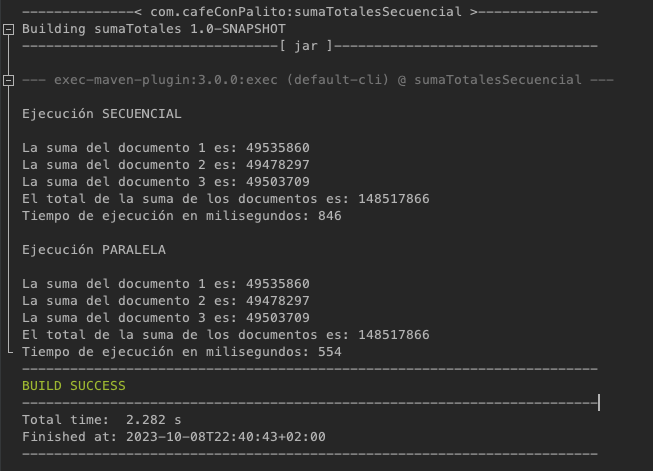 --------------< com.cafeConPalito:sumaTotalesSecuencial >---------------
Building sumaTotales 1.0-SNAPSHOT
--------------------------------[ jar ]---------------------------------
--- exec-maven-plugin:3.0.0:exec (default-cli) @ sumaTotalesSecuencial ---
Ejecución SECUENCIAL
La suma del documento 1 es: 49535860
La suma del documento 2 es: 49478297
La suma del documento 3 es: 49503709
El total de la suma de los documentos es: 148517866
Tiempo de ejecución en milisegundos: 846
Ejecución PARALELA
La suma del documento 1 es: 49535860
La suma del documento 2 es: 49478297
La suma del documento 3 es: 49503709
El total de la suma de los documentos es: 148517866
Tiempo de ejecución en milisegundos: 554
------------------------------------------------------------------------
BUILD SUCCESS
------------------------------------------------------------------------
Total time:  2.282 s
Finished at: 2023-10-08T22:40:43+02:00
------------------------------------------------------------------------